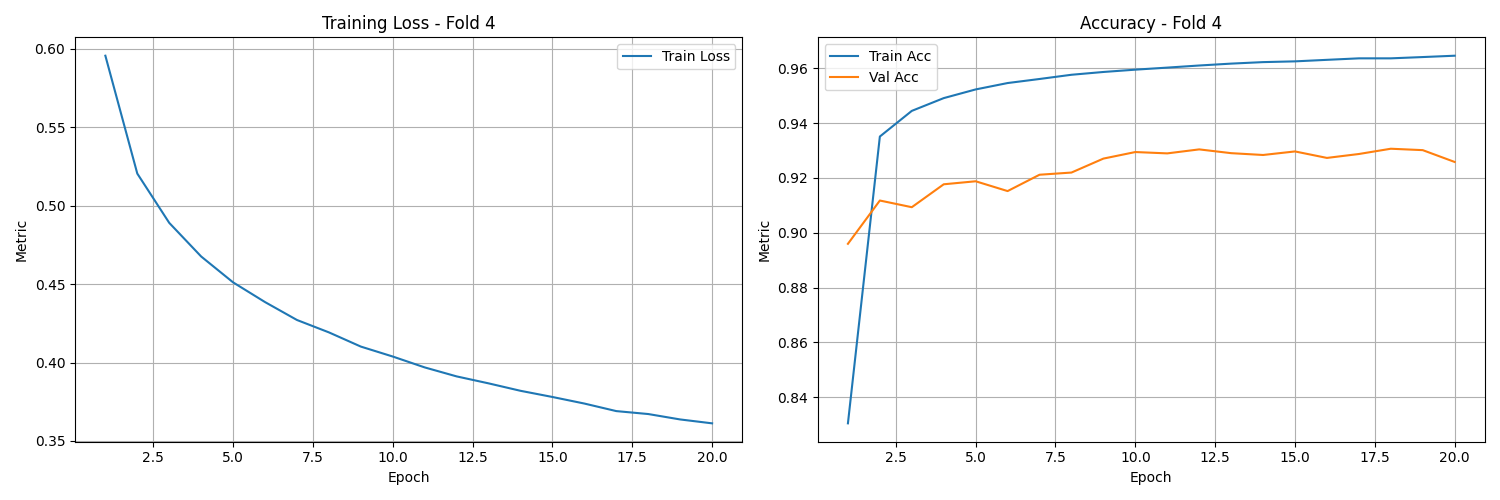 Training Loss - Fold 4
Train Loss
0.60
0.55
0.50
0.45
0.40
0.35
Metric
2.5 5.0 7.5 10.0 12.5 15.0 17.5 20.0
Epoch
Accuracy - Fold 4
Train Acc
Val Acc
0.96
0.94
0.92
0.90
0.88
0.86
0.84
Metric
2.5 5.0 7.5 10.0 12.5 15.0 17.5 20.0
Epoch